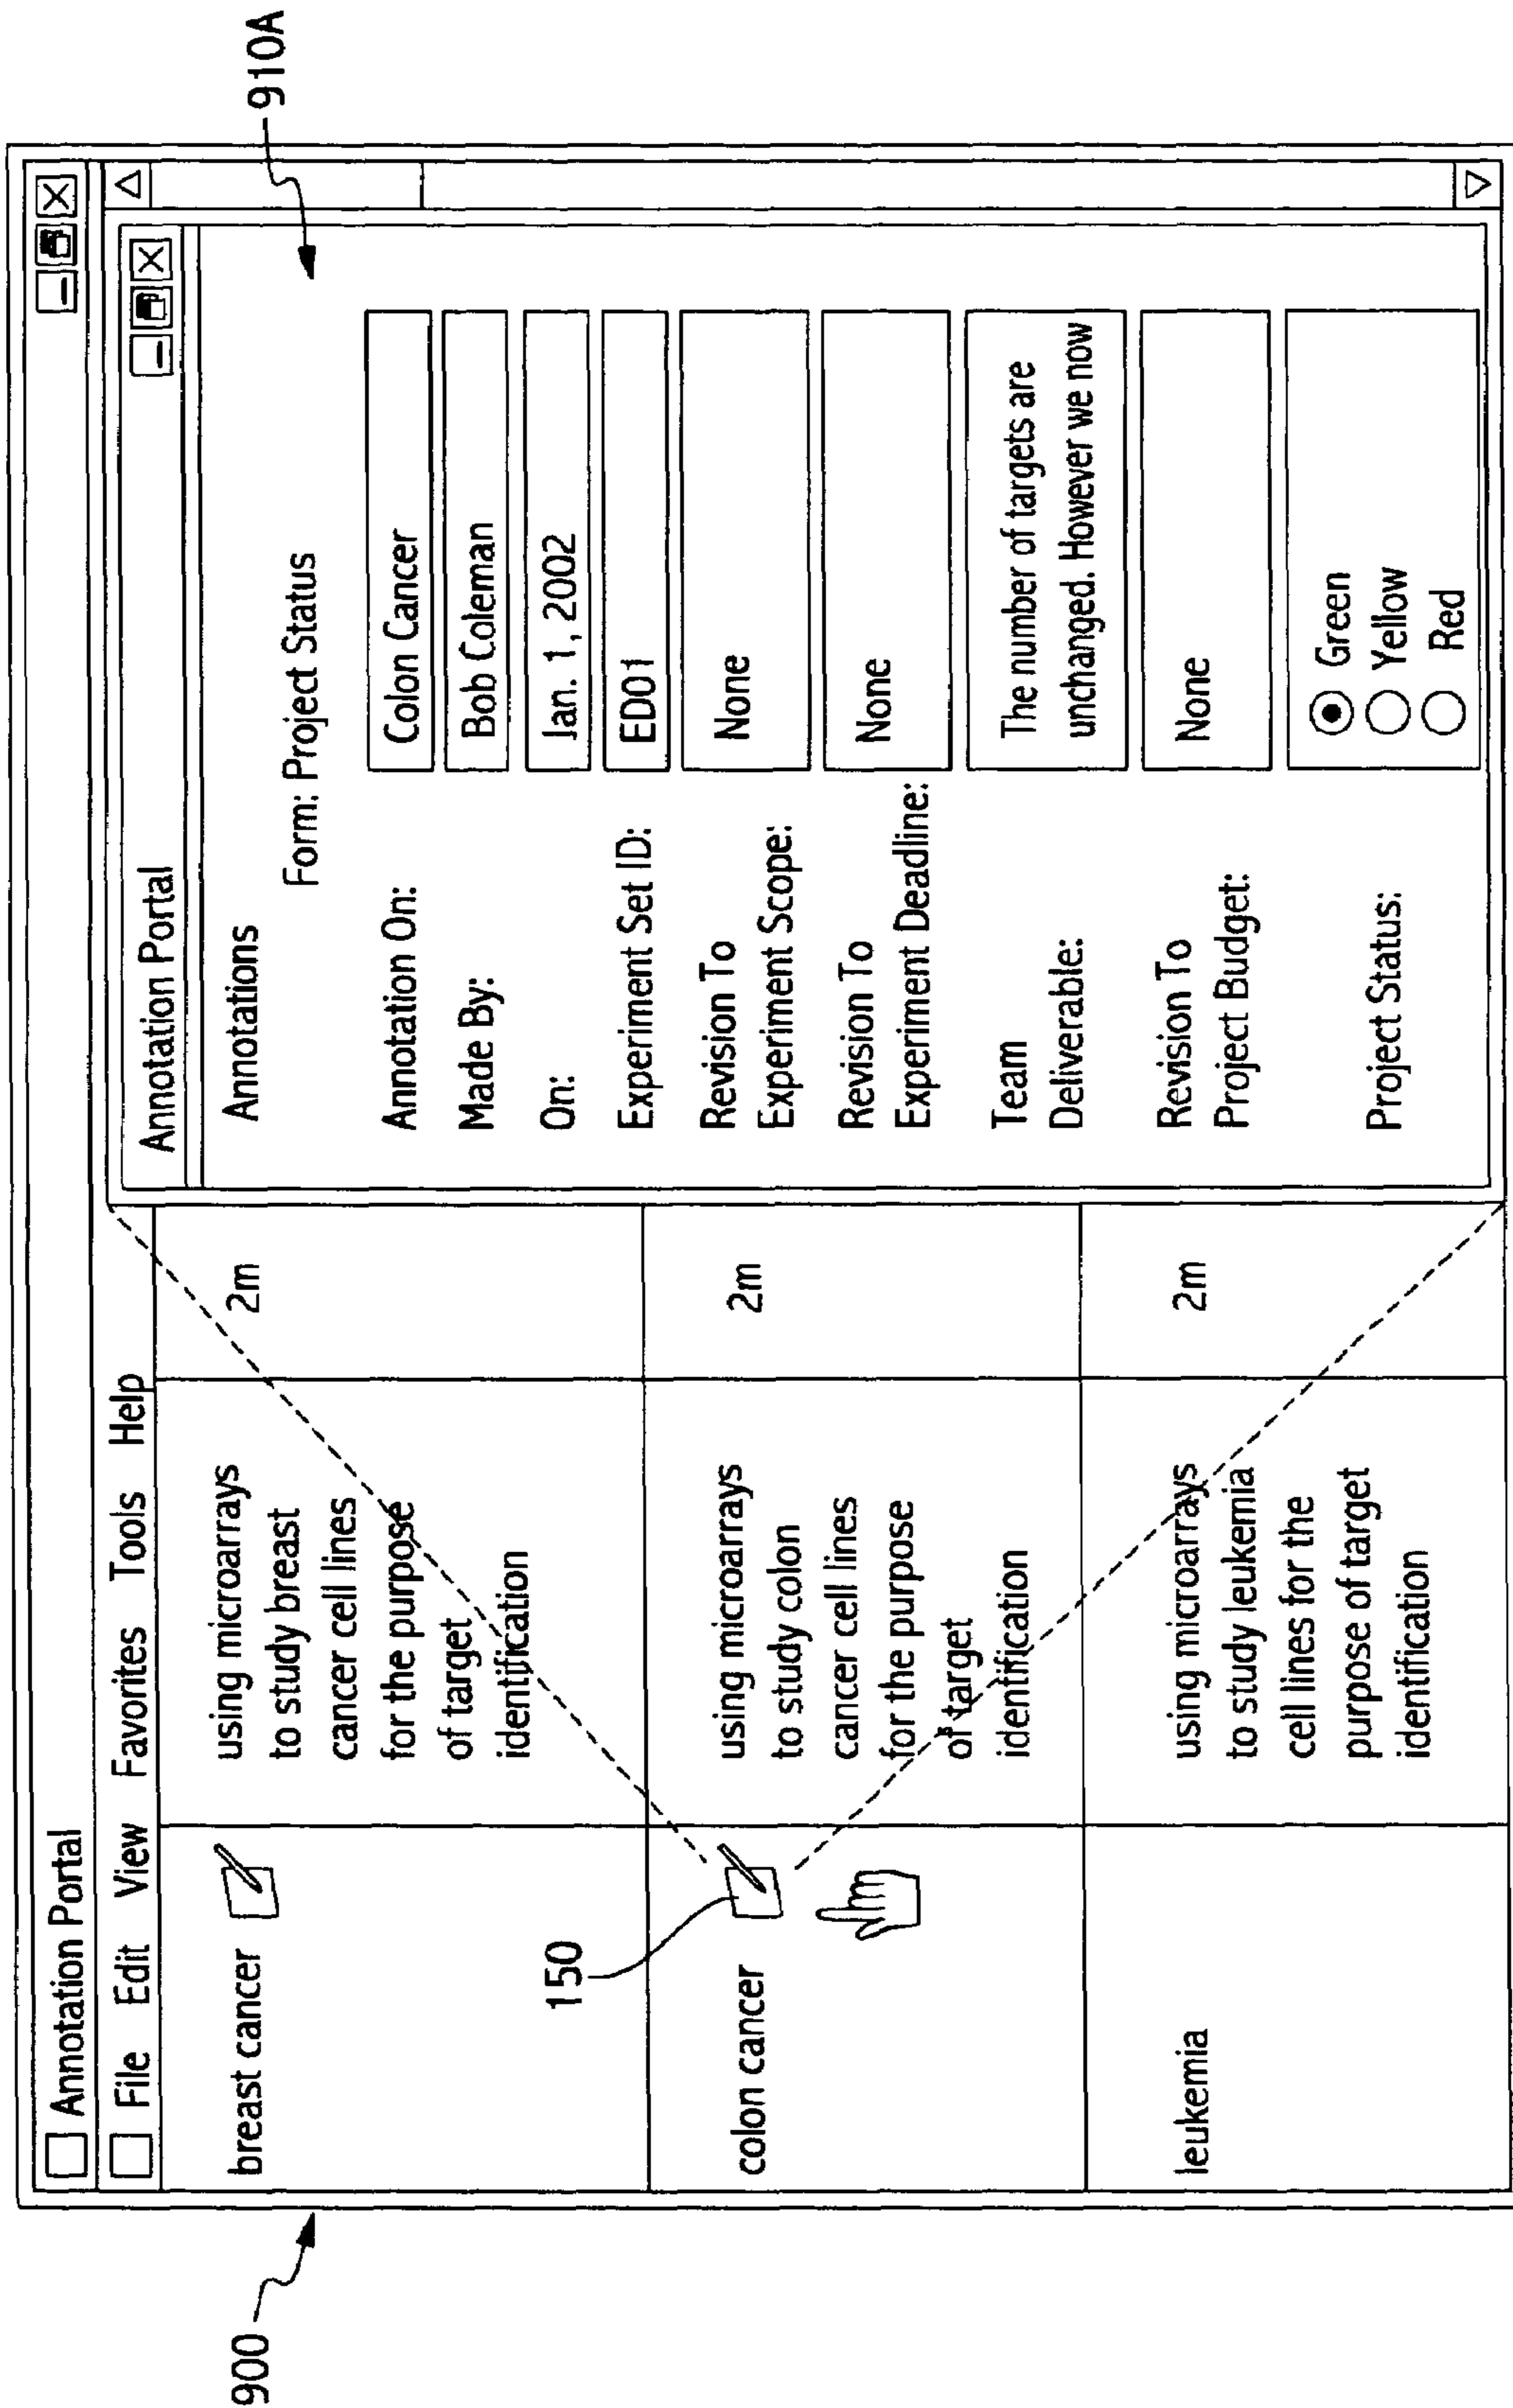 900
910A
Annotation Portal
File Edit View Favorites Tools Help
breast cancer
using microarrays
to study breast
cancer cell lines
for the purpose
of target
identification
2m
150
colon cancer
using microarrays
to study colon
cancer cell lines
for the purpose
of target
identification
2m
leukemia
using microarrays
to study leukemia
cell lines for the
purpose of target
identification
2m
Annotation Portal
Annotations
Form: Project Status
Annotation On: Colon Cancer
Made By: Bob Coleman
On: Jan. 1, 2002
Experiment Set ID: ED01
Revision To
Experiment Scope: None
Revision To
Experiment Deadline: None
Team
Deliverable:
The number of targets are
unchanged. However we now
Revision To
Project Budget: None
Project Status:
Green
Yellow
Red